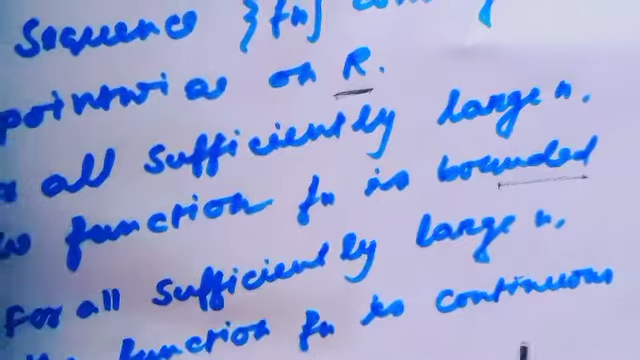 Sequence {fn}
pointwise on R.
all sufficiently large n.
function fn is bounded
For all sufficiently large n,
function fn is continuous